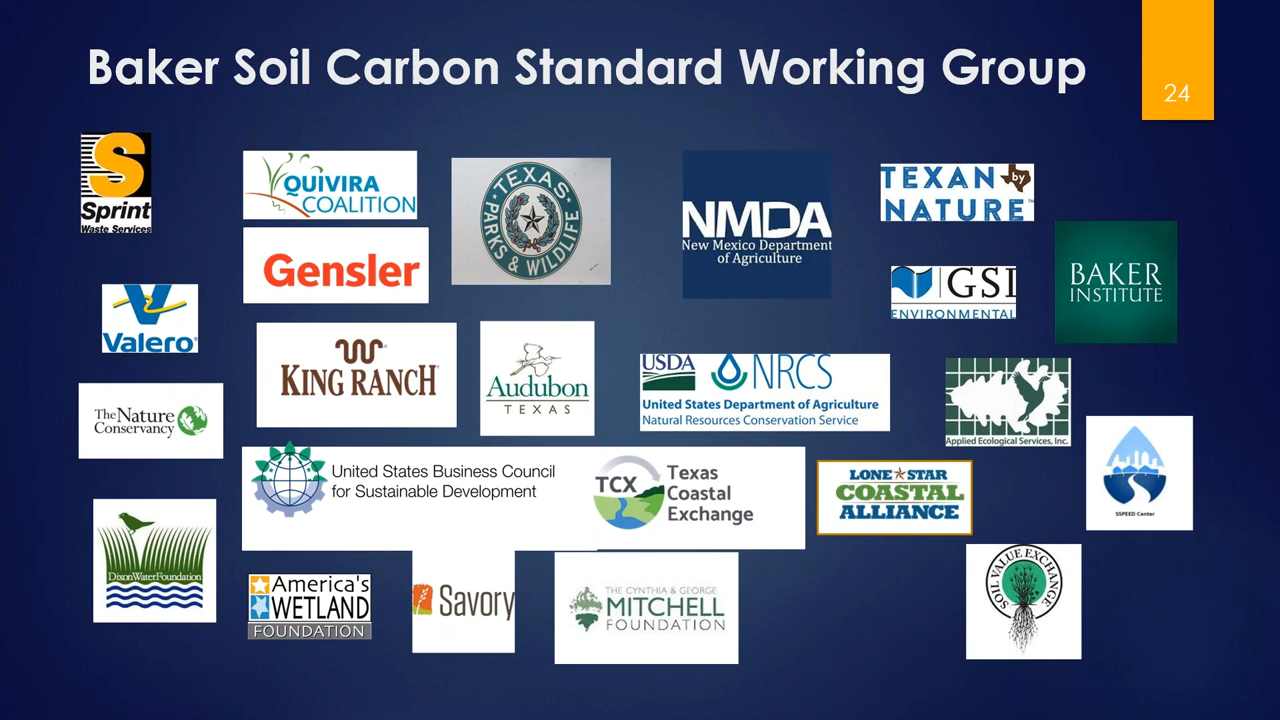 Baker Soil Carbon Standard Working Group
24
S
Sprint
Waste Services
QUIVIRA
COALITION
TEXAS
PARKS & WILDLIFE
NMDA
New Mexico Department
of Agriculture
TEXAN by
NATURE™
Gensler
GSI
ENVIRONMENTAL
BAKER
INSTITUTE
Valero®
KING RANCH®
Audubon
TEXAS
USDA NRCS
United States Department of Agriculture
Natural Resources Conservation Service
The Nature
Conservancy
Applied Ecological Services, Inc.
United States Business Council
for Sustainable Development
TCX
Texas
Coastal
Exchange
LONE STAR
COASTAL
ALLIANCE
SSPEED Center
DixonWaterFoundation
America's
WETLAND
FOUNDATION
Savory
THE CYNTHIA & GEORGE
MITCHELL
FOUNDATION
SOIL VALUE EXCHANGE